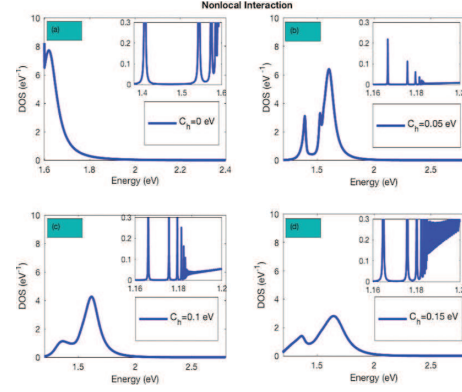 Nonlocal Interaction
(a)
10
8
6
4
2
0
DOS (eV⁻¹)
1.6 1.8 2 2.2 2.4
Energy (eV)
0.3
0.2
0.1
0
1.4 1.5 1.6
C_h=0 eV
(b)
10
8
6
4
2
0
DOS (eV⁻¹)
1.5 2 2.5
Energy (eV)
0.3
0.2
0.1
0
1.16 1.18 1.2
C_h=0.05 eV
(c)
10
8
6
4
2
0
DOS (eV⁻¹)
1.5 2 2.5
Energy (eV)
0.3
0.2
0.1
0
1.16 1.18 1.2
C_h=0.1 eV
(d)
10
8
6
4
2
0
DOS (eV⁻¹)
1.5 2 2.5
Energy (eV)
0.3
0.2
0.1
0
1.16 1.18 1.2
C_h=0.15 eV